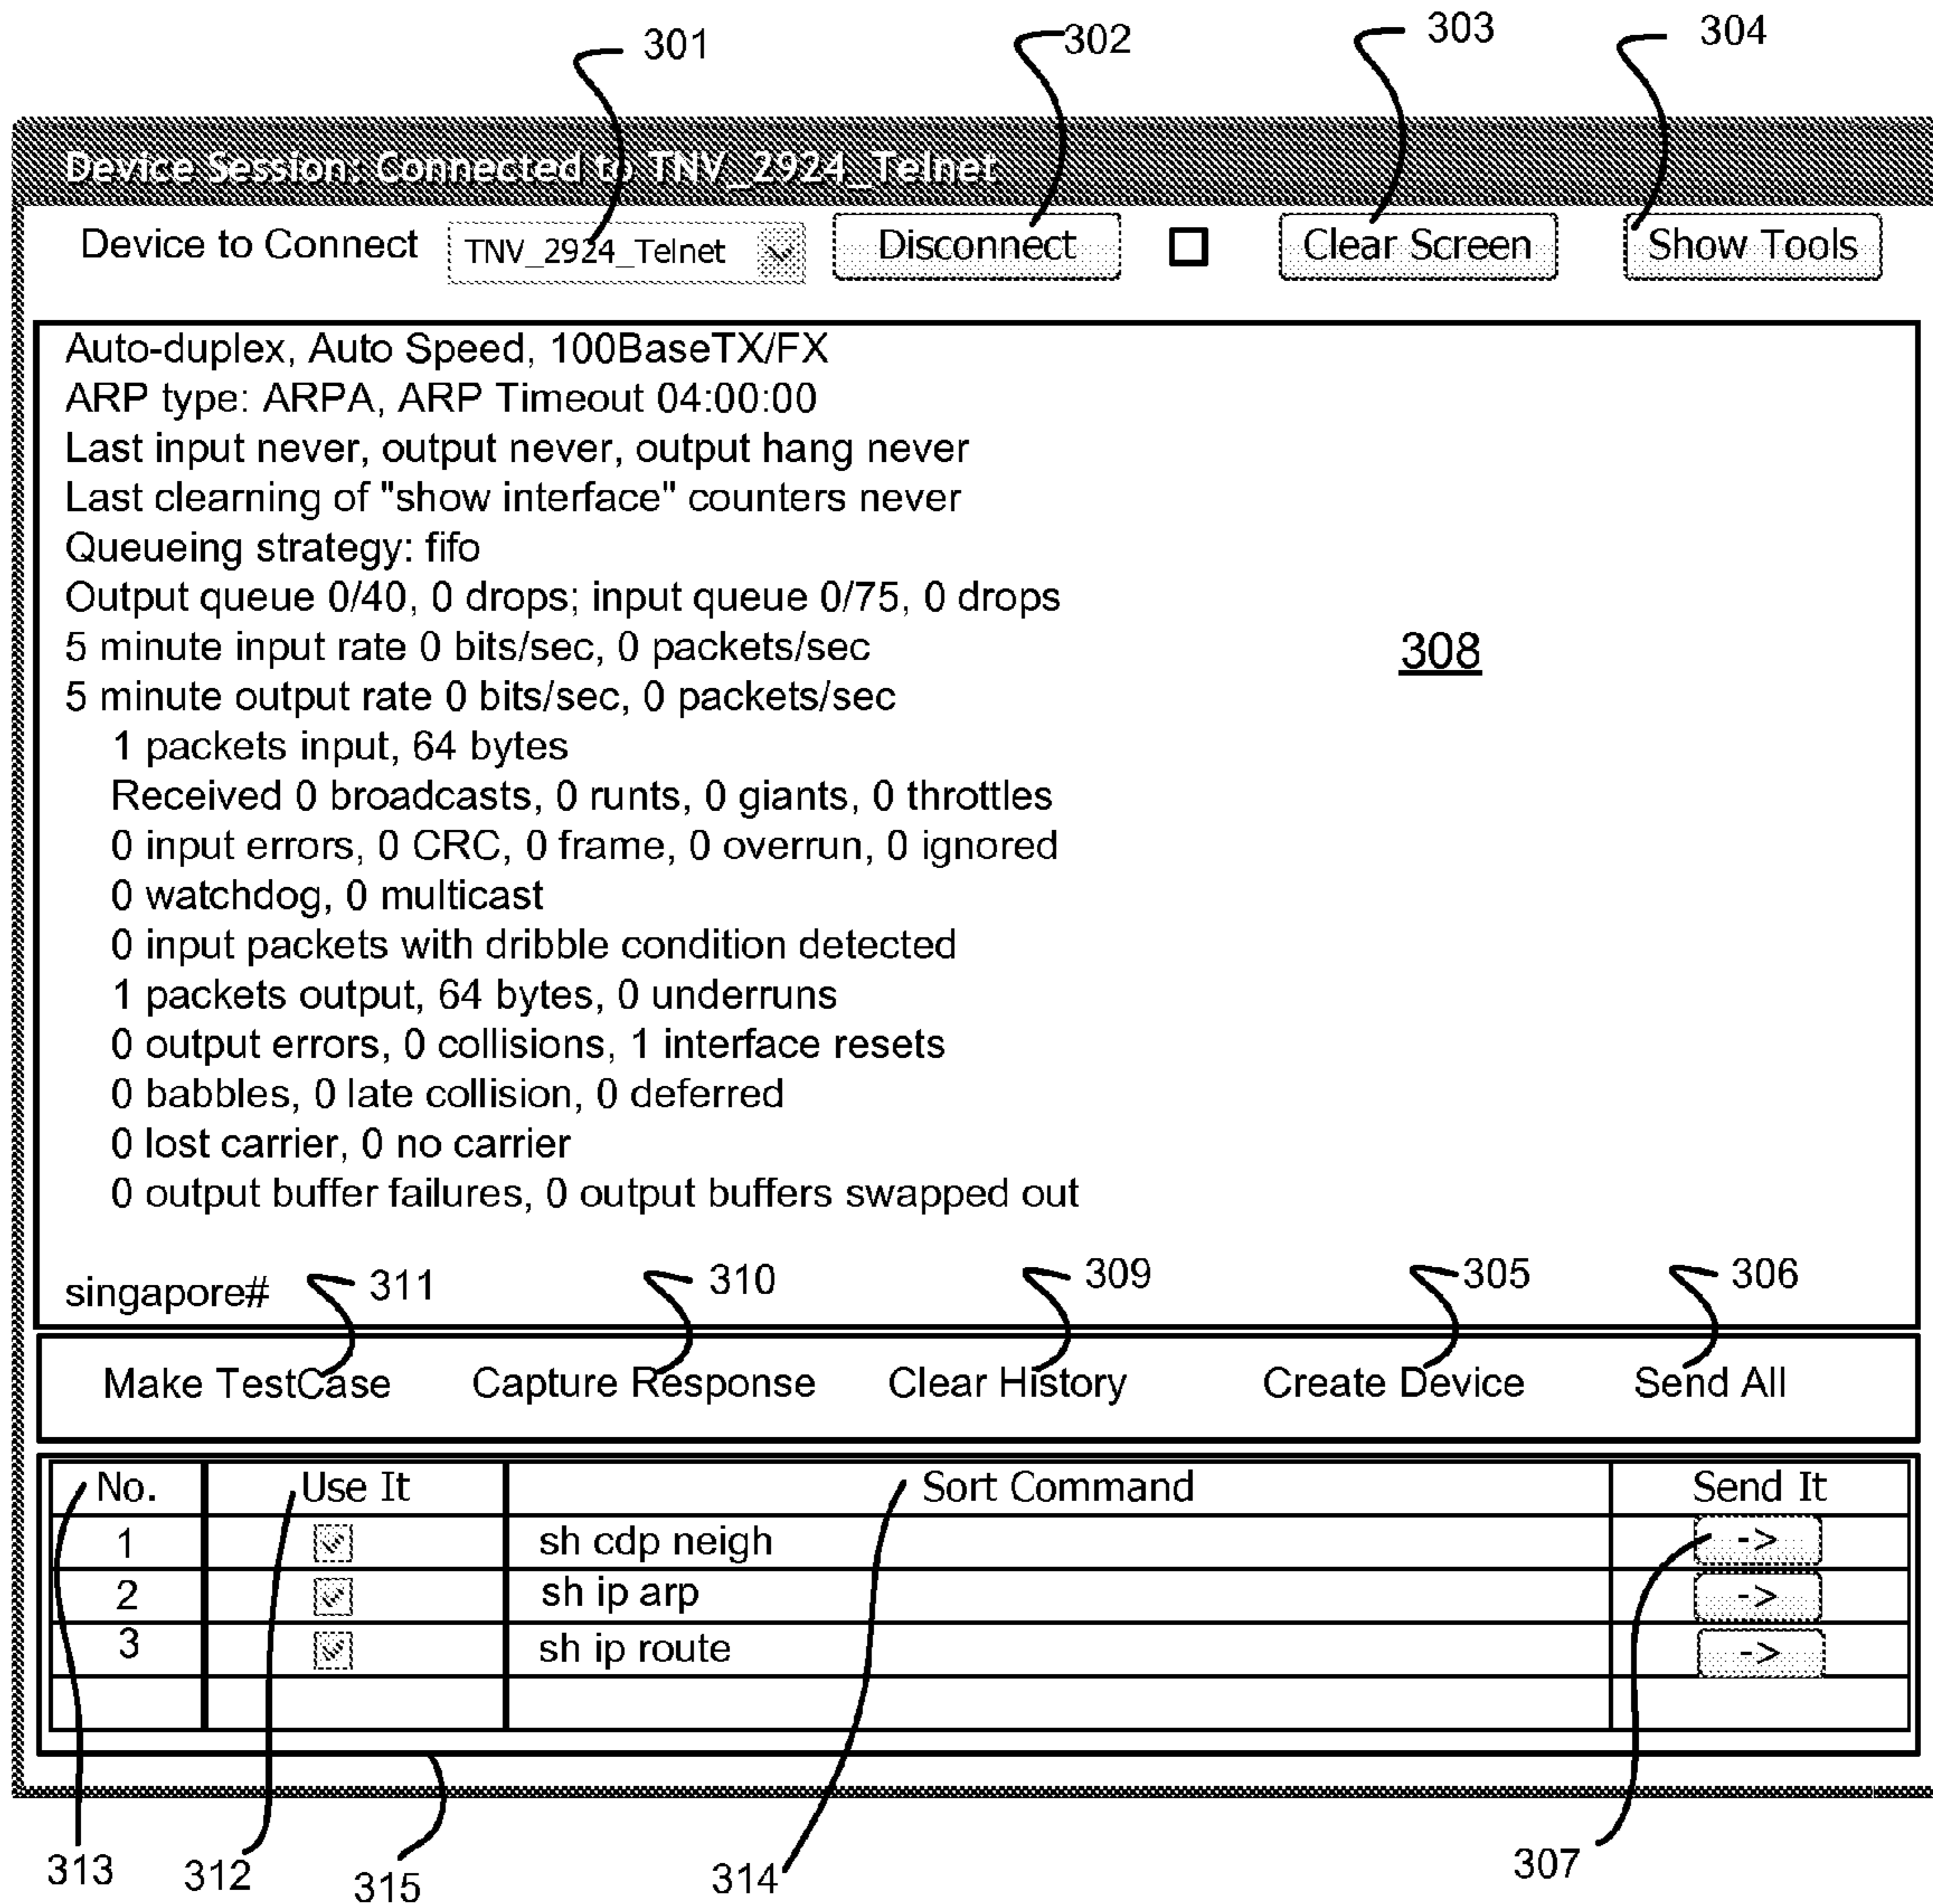 301 302 303 304
Device Session: Connected to TNV_2924_Telnet
Device to Connect TNV_2924_Telnet Disconnect Clear Screen Show Tools
Auto-duplex, Auto Speed, 100BaseTX/FX
ARP type: ARPA, ARP Timeout 04:00:00
Last input never, output never, output hang never
Last clearning of "show interface" counters never
Queueing strategy: fifo
Output queue 0/40, 0 drops; input queue 0/75, 0 drops
5 minute input rate 0 bits/sec, 0 packets/sec
308
5 minute output rate 0 bits/sec, 0 packets/sec
1 packets input, 64 bytes
Received 0 broadcasts, 0 runts, 0 giants, 0 throttles
0 input errors, 0 CRC, 0 frame, 0 overrun, 0 ignored
0 watchdog, 0 multicast
0 input packets with dribble condition detected
1 packets output, 64 bytes, 0 underruns
0 output errors, 0 collisions, 1 interface resets
0 babbles, 0 late collision, 0 deferred
0 lost carrier, 0 no carrier
0 output buffer failures, 0 output buffers swapped out
singapore# 311 310 309 305 306
Make TestCase Capture Response Clear History Create Device Send All
No. Use It Sort Command Send It
1 sh cdp neigh ->
2 sh ip arp ->
3 sh ip route ->
313 312 315 314 307